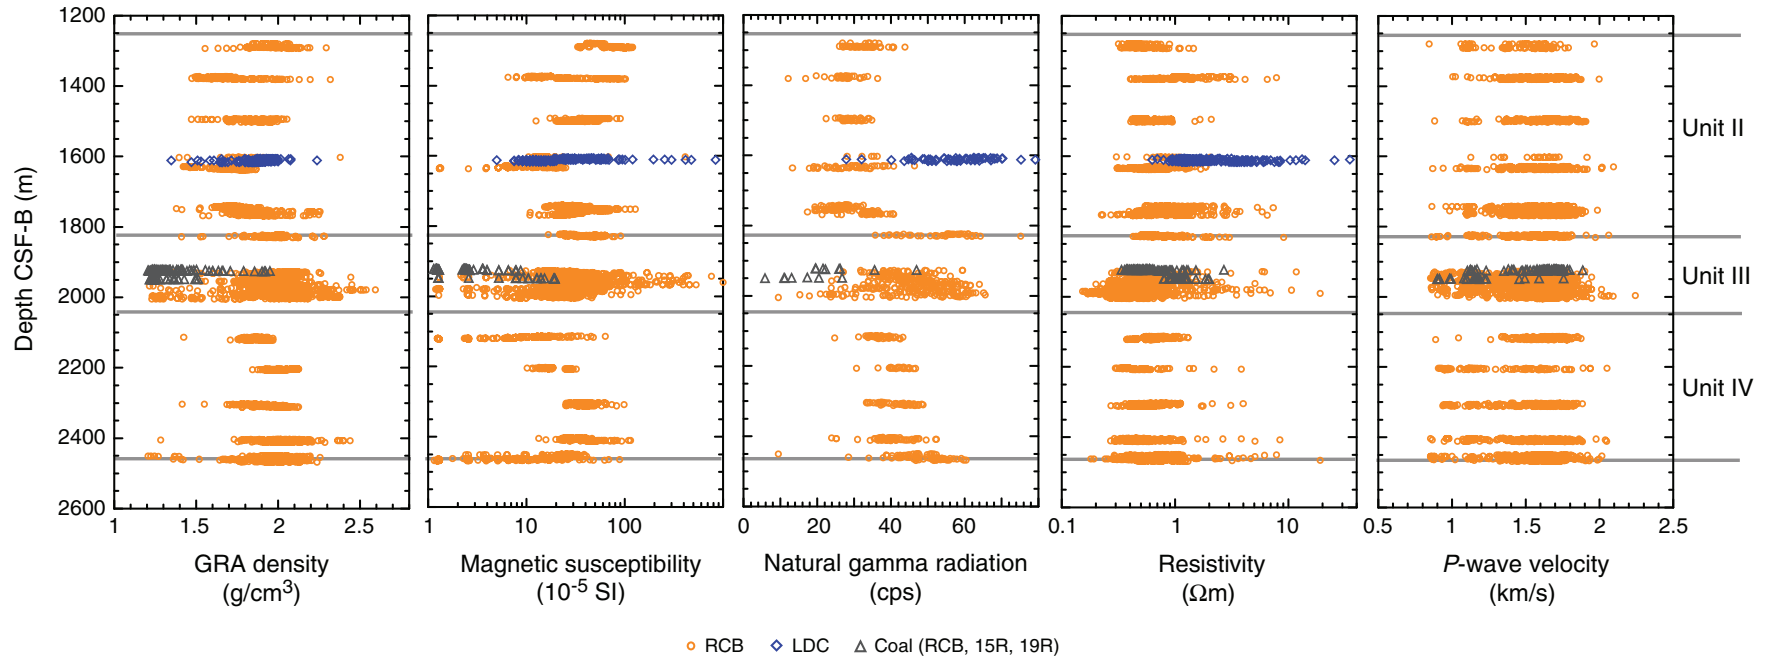 1200
1400
1600
1800
2000
2200
2400
2600
Depth CSF-B (m)
1 1.5 2 2.5
GRA density
(g/cm³)
1 10 100
Magnetic susceptibility
(10⁻⁵ SI)
0 20 40 60
Natural gamma radiation
(cps)
0.1 1 10
Resistivity
(Ωm)
0.5 1 1.5 2 2.5
P-wave velocity
(km/s)
Unit II
Unit III
Unit IV
RCB LDC Coal (RCB, 15R, 19R)